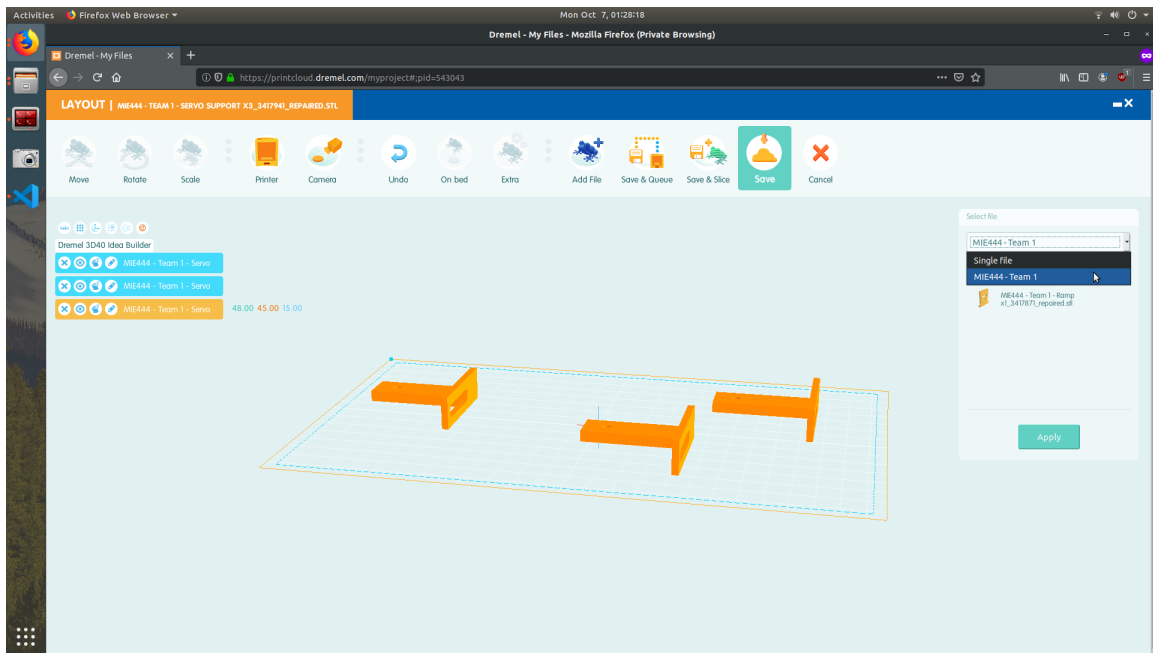 Activities Firefox Web Browser Mon Oct 7, 01:28:18
Dremel - My Files - Mozilla Firefox (Private Browsing)
Dremel - My Files
https://printcloud.dremel.com/myproject#;pid=543043
LAYOUT | MIE444 - TEAM 1 - SERVO SUPPORT X3_3417941_REPAIRED.STL
Move Rotate Scale Printer Camera Undo On bed Extra Add File Save & Queue Save & Slice Save Cancel
Select file
MIE444 - Team 1
Single file
MIE444 - Team 1
MIE444 - Team 1 - Ramp
x1_3417871_repaired.stl
Apply
Dremel 3D40 Idea Builder
MIE444 - Team 1 - Servo
MIE444 - Team 1 - Servo
MIE444 - Team 1 - Servo 48.00 45.00 15.00